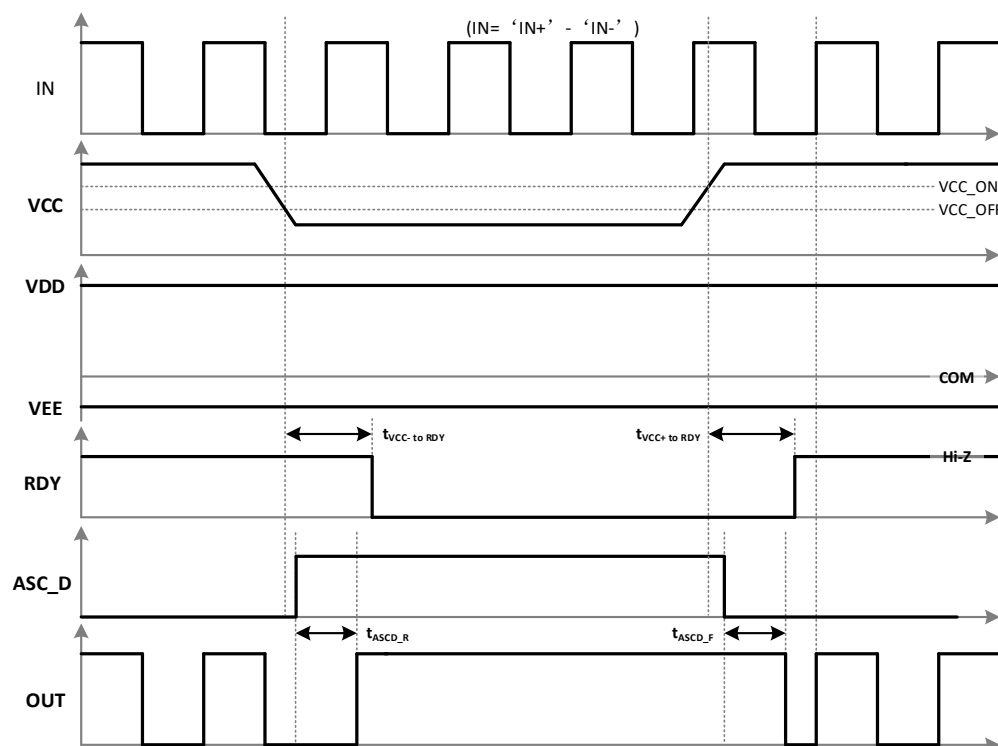 (IN= ‘IN+’ - ‘IN-’ )
IN
VCC_ON
VCC
VCC_OFF
VDD
COM
VEE
tVCC- to RDY
tVCC+ to RDY
Hi-Z
RDY
ASC_D
tASCD_R
tASCD_F
OUT